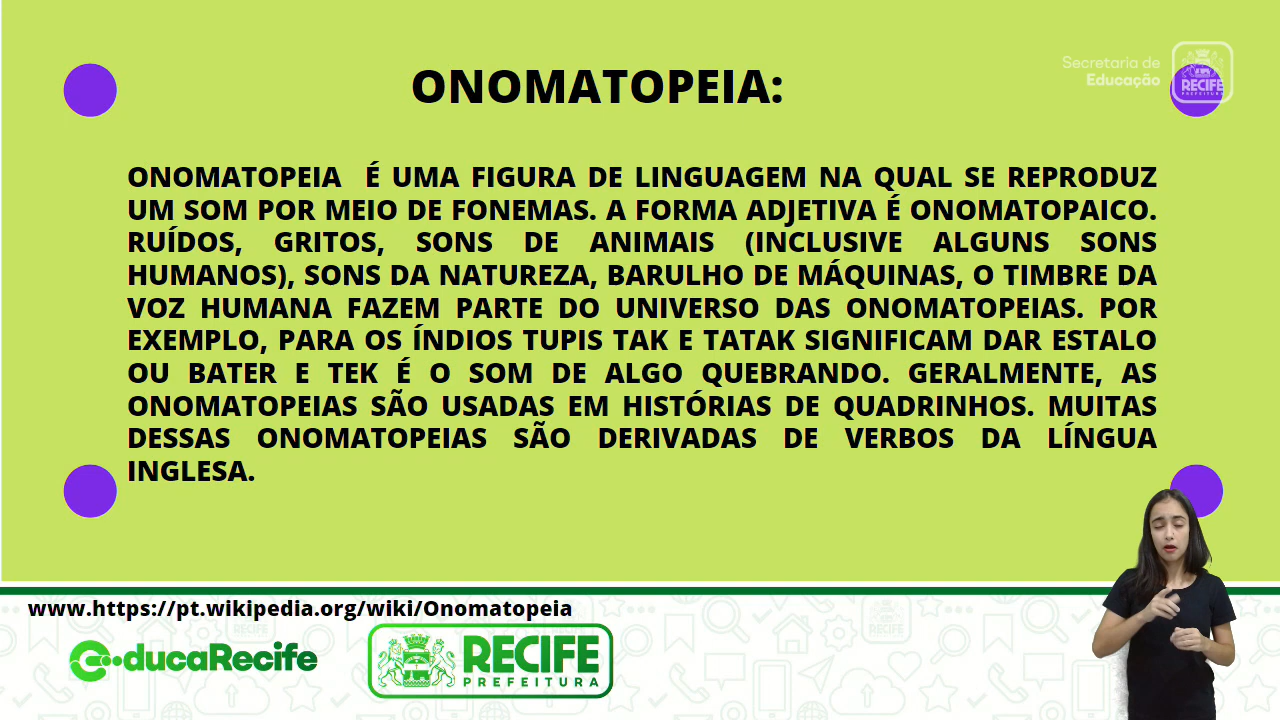 ONOMATOPEIA:
Secretaria de
Educação
RECIFE
PREFEITURA
ONOMATOPEIA É UMA FIGURA DE LINGUAGEM NA QUAL SE REPRODUZ
UM SOM POR MEIO DE FONEMAS. A FORMA ADJETIVA É ONOMATOPAICO.
RUÍDOS, GRITOS, SONS DE ANIMAIS (INCLUSIVE ALGUNS SONS
HUMANOS), SONS DA NATUREZA, BARULHO DE MÁQUINAS, O TIMBRE DA
VOZ HUMANA FAZEM PARTE DO UNIVERSO DAS ONOMATOPEIAS. POR
EXEMPLO, PARA OS ÍNDIOS TUPIS TAK E TATAK SIGNIFICAM DAR ESTALO
OU BATER E TEK É O SOM DE ALGO QUEBRANDO. GERALMENTE, AS
ONOMATOPEIAS SÃO USADAS EM HISTÓRIAS DE QUADRINHOS. MUITAS
DESSAS ONOMATOPEIAS SÃO DERIVADAS DE VERBOS DA LÍNGUA
INGLESA.
www.https://pt.wikipedia.org/wiki/Onomatopeia
educaRecife
RECIFE
PREFEITURA